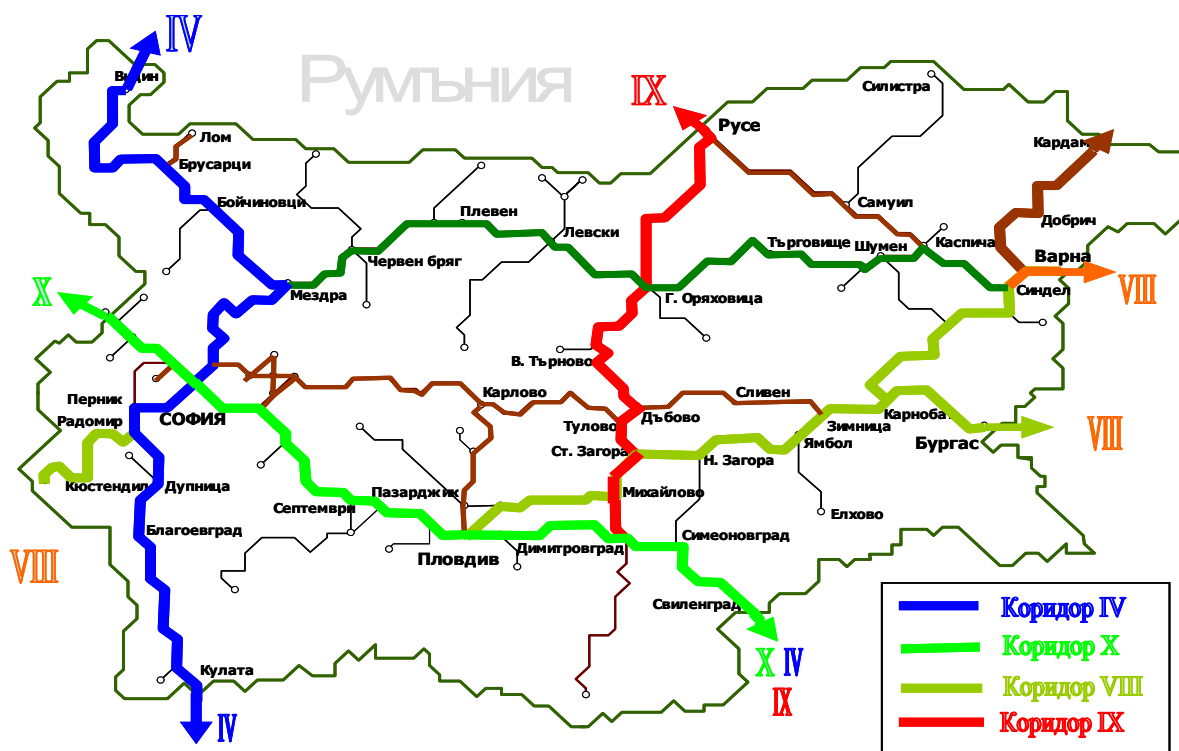 IV
Румъния
Видин
IX
Силистра
Русе
Лом
Кардам
Брусарци
Бойчиновци
Плевен
Самуил
Добрич
Левски
Търговище
Шумен
Каспича
Варна
Червен бряг
X
VIII
Мездра
Г. Оряховица
Синдел
В. Търново
Перник
Карлово
Сливен
СОФИЯ
Радомир
Тулово
Дъбово
Зимница
Карноба
Ямбол
Бургас
VIII
Ст. Загора
Н. Загора
Кюстендил
Дупница
Пазарджик
Михайлово
Септември
Елхово
Благоевград
Пловдив
Димитровград
Симеоновград
VIII
Свиленград
Коридор IV
Коридор X
X IV
Кулата
Коридор VIII
IX
Коридор IX
IV